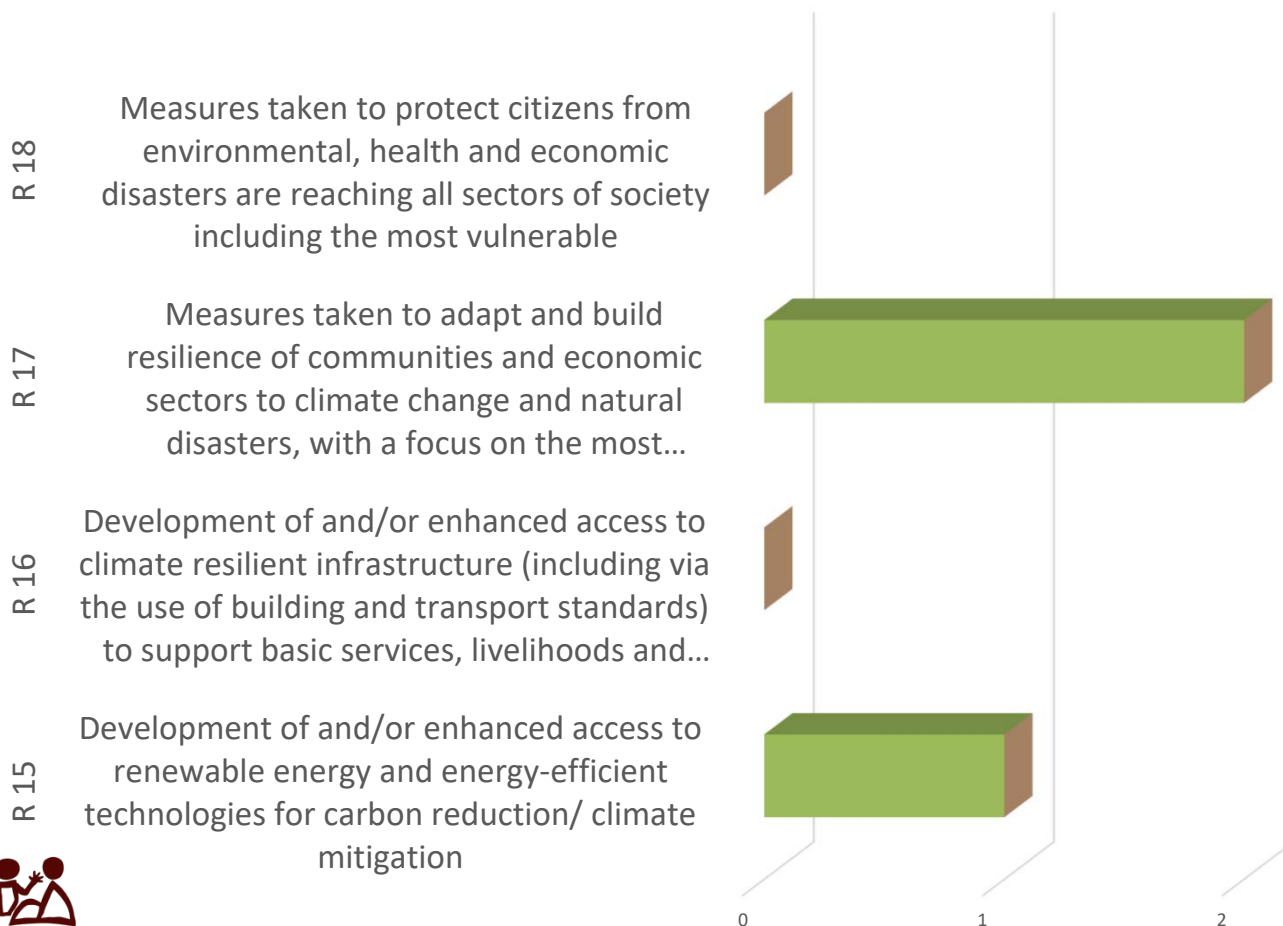 R 18
Measures taken to protect citizens from
environmental, health and economic
disasters are reaching all sectors of society
including the most vulnerable
R 17
Measures taken to adapt and build
resilience of communities and economic
sectors to climate change and natural
disasters, with a focus on the most…
R 16
Development of and/or enhanced access to
climate resilient infrastructure (including via
the use of building and transport standards)
to support basic services, livelihoods and…
R 15
Development of and/or enhanced access to
renewable energy and energy-efficient
technologies for carbon reduction/ climate
mitigation
0 1 2